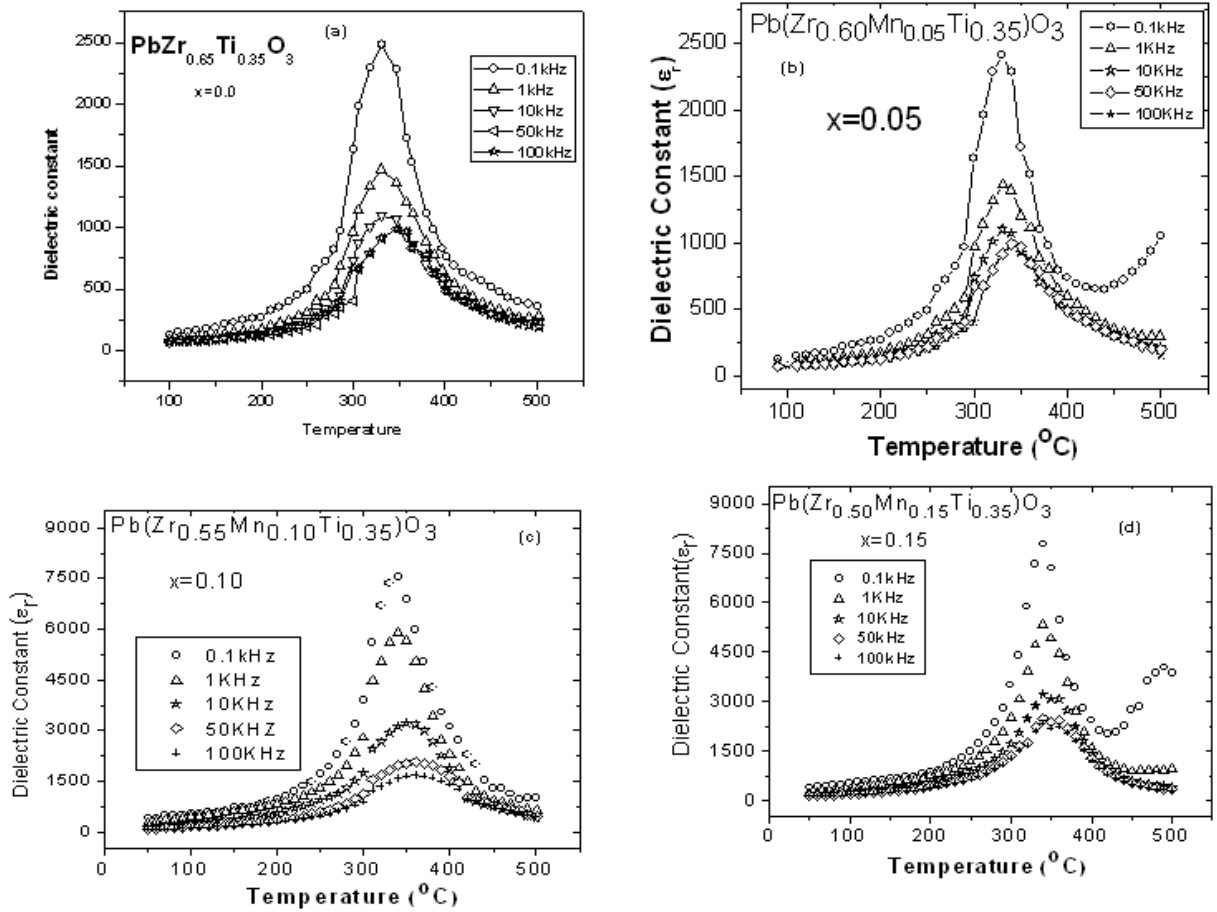 (a)
PbZr0.65Ti0.35O3
x=0.0
0.1kHz
1kHz
10kHz
50kHz
100kHz
2500
2000
1500
1000
500
0
Dielectric constant
100
200
300
400
500
Temperature
Pb(Zr0.60Mn0.05Ti0.35)O3
(b)
x=0.05
0.1kHz
1KHz
10KHz
50KHz
100KHz
2500
2000
1500
1000
500
0
Dielectric Constant (εr)
100
200
300
400
500
Temperature (OC)
Pb(Zr0.55Mn0.10Ti0.35)O3
(c)
x=0.10
0.1kHz
1KHz
10KHz
50KHZ
100KHz
9000
7500
6000
4500
3000
1500
0
Dielectric Constant (εr)
0
100
200
300
400
500
Temperature (OC)
Pb(Zr0.50Mn0.15Ti0.35)O3
(d)
x=0.15
0.1kHz
1KHz
10KHz
50kHz
100kHz
9000
7500
6000
4500
3000
1500
0
Dielectric Constant(εr)
0
100
200
300
400
500
Temperature (OC)